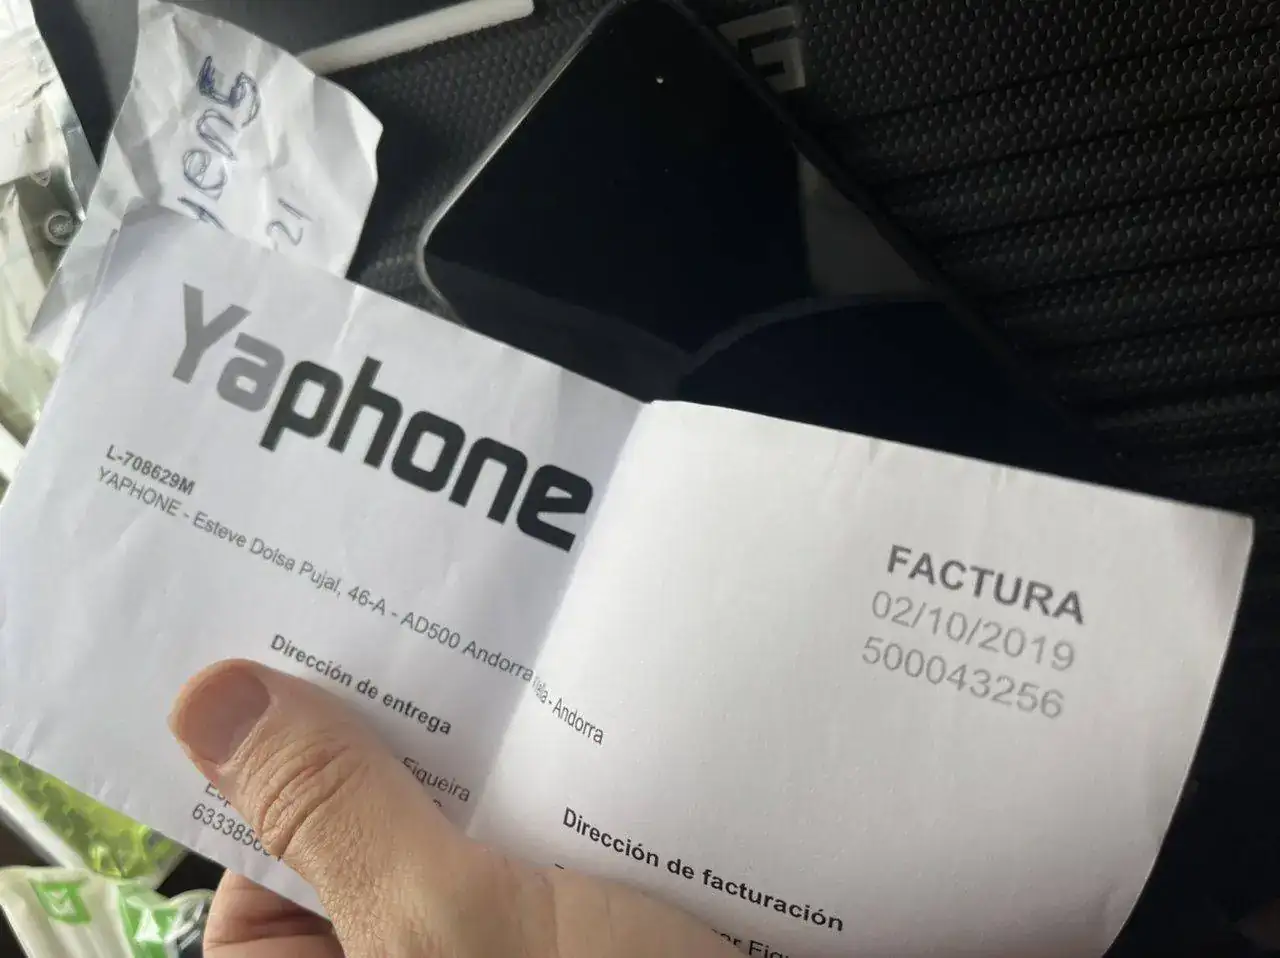 Yaphone
L-708629M
YAPHONE - Esteve Dolsa Pujal, 46-A - AD500 Andorra Vella - Andorra
FACTURA
02/10/2019
500043256
Dirección de entrega
Figueira
Dirección de facturación